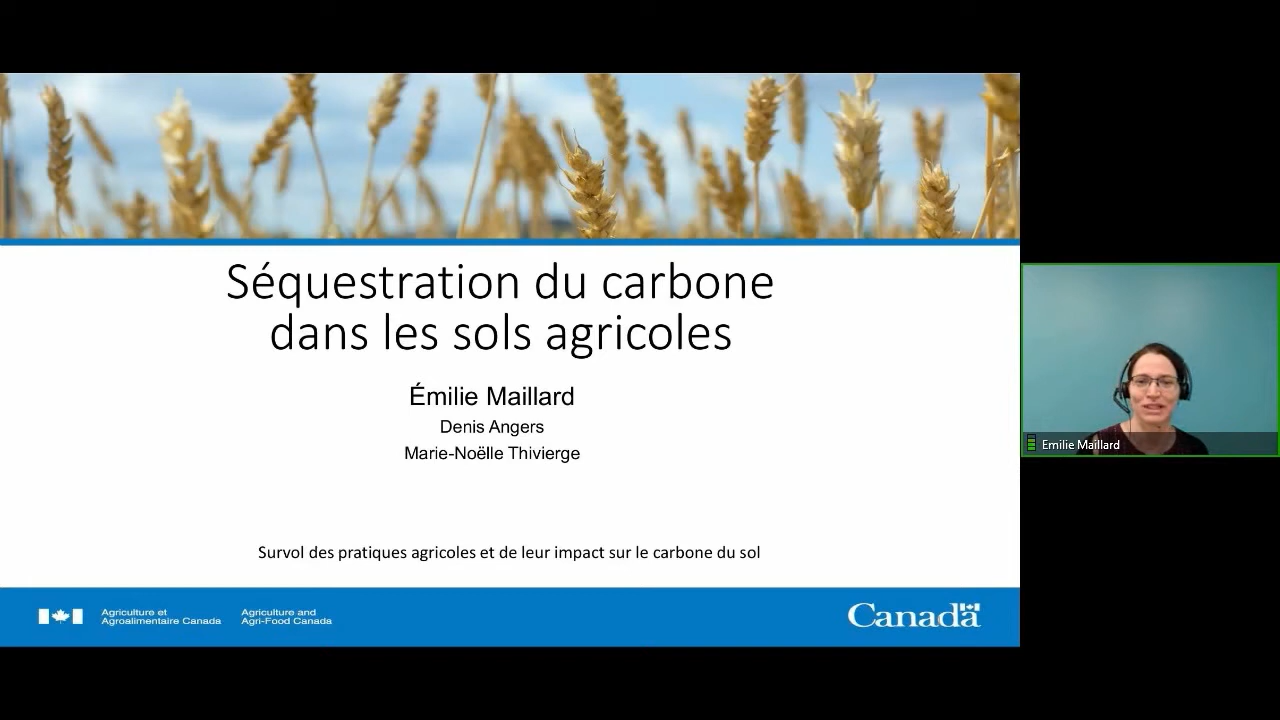 Séquestration du carbone
dans les sols agricoles
Émilie Maillard
Denis Angers
Marie-Noëlle Thivierge
Survol des pratiques agricoles et de leur impact sur le carbone du sol
Agriculture et
Agroalimentaire Canada
Agriculture and
Agri-Food Canada
Canada
Emilie Maillard